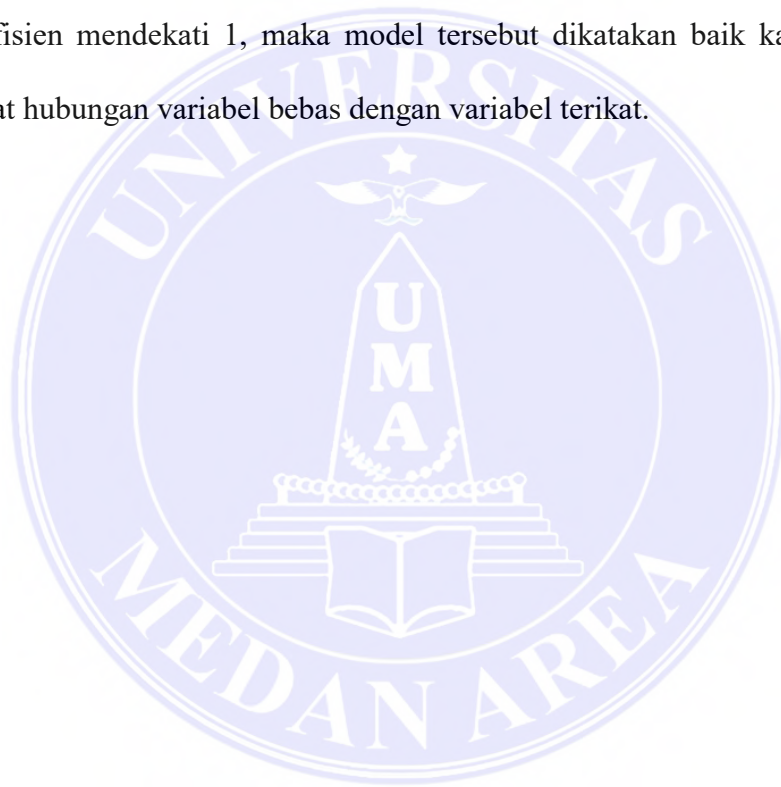 fisien mendekati 1, maka model tersebut dikatakan baik ka
at hubungan variabel bebas dengan variabel terikat.
UNIVERSITAS
U
M
A
MEDAN AREA